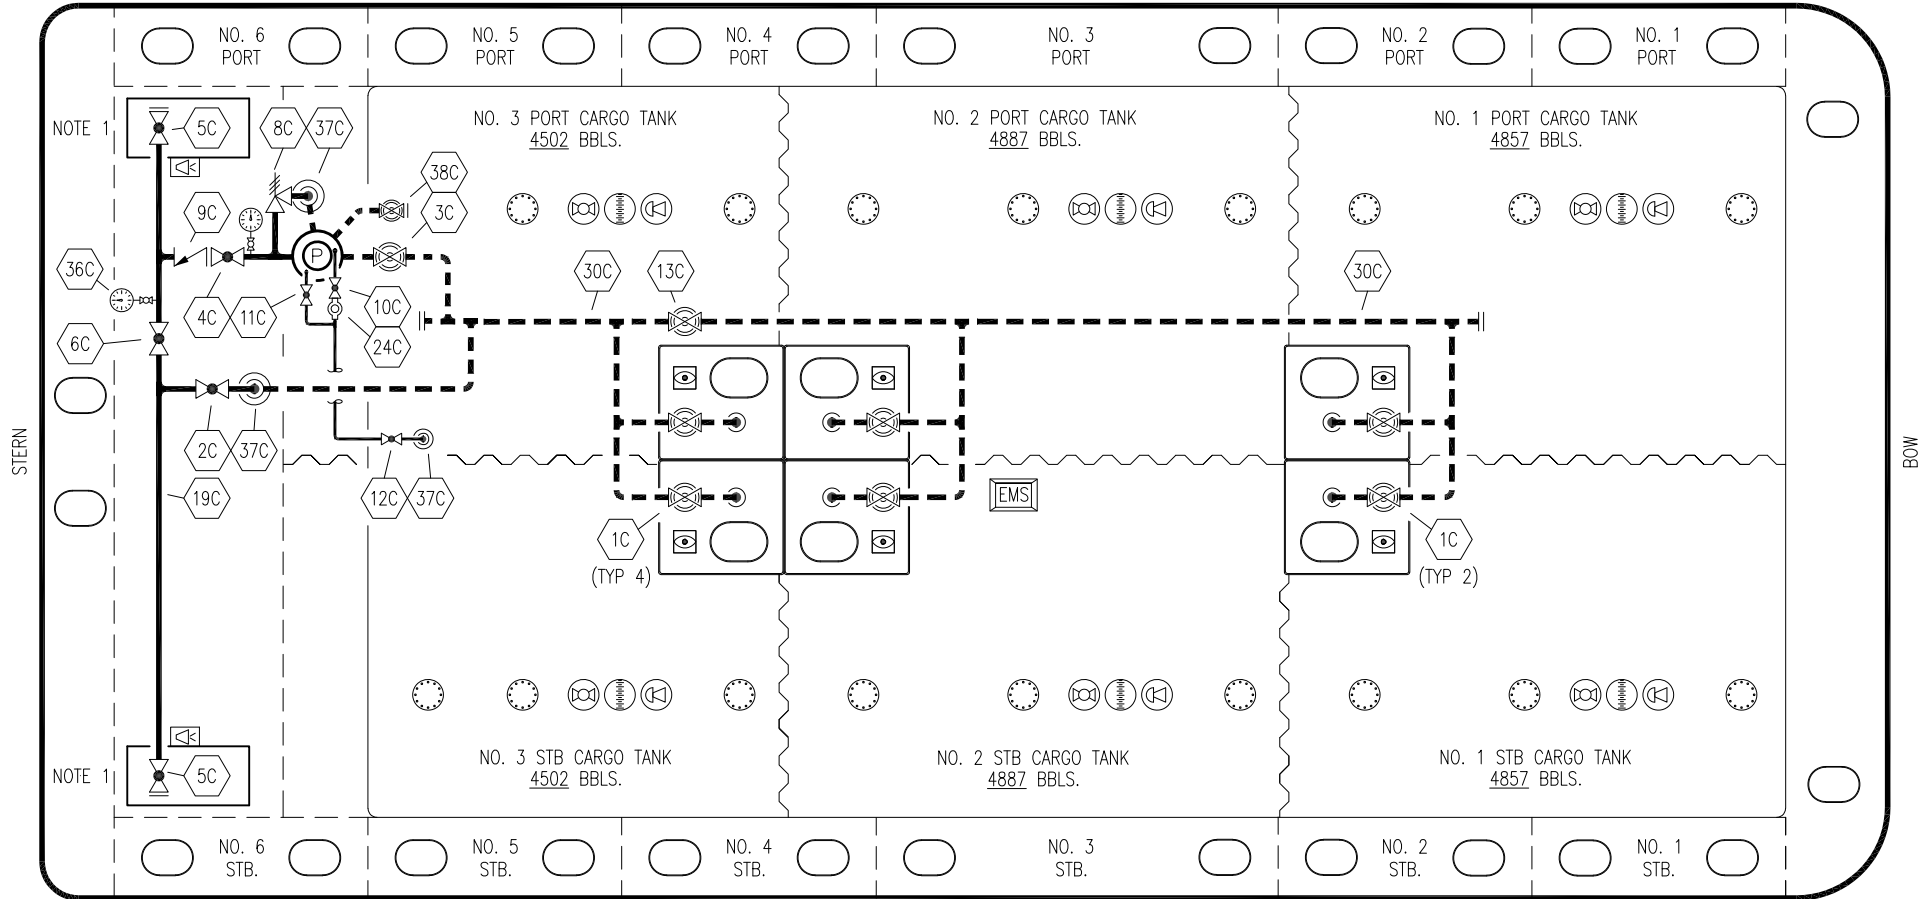 NO. 6
PORT
NO. 5
PORT
NO. 4
PORT
NO. 3
PORT
NO. 2
PORT
NO. 1
PORT
NOTE 1
5C
8C
37C
NO. 3 PORT CARGO TANK
4502 BBLS.
NO. 2 PORT CARGO TANK
4887 BBLS.
NO. 1 PORT CARGO TANK
4857 BBLS.
38C
3C
9C
P
36C
30C
13C
30C
4C
11C
10C
24C
6C
2C
37C
19C
12C
37C
STERN
BOW
EMS
1C
(TYP 4)
1C
(TYP 2)
NO. 3 STB CARGO TANK
4502 BBLS.
NO. 2 STB CARGO TANK
4887 BBLS.
NO. 1 STB CARGO TANK
4857 BBLS.
NOTE 1
5C
NO. 6
STB.
NO. 5
STB.
NO. 4
STB.
NO. 3
STB.
NO. 2
STB.
NO. 1
STB.